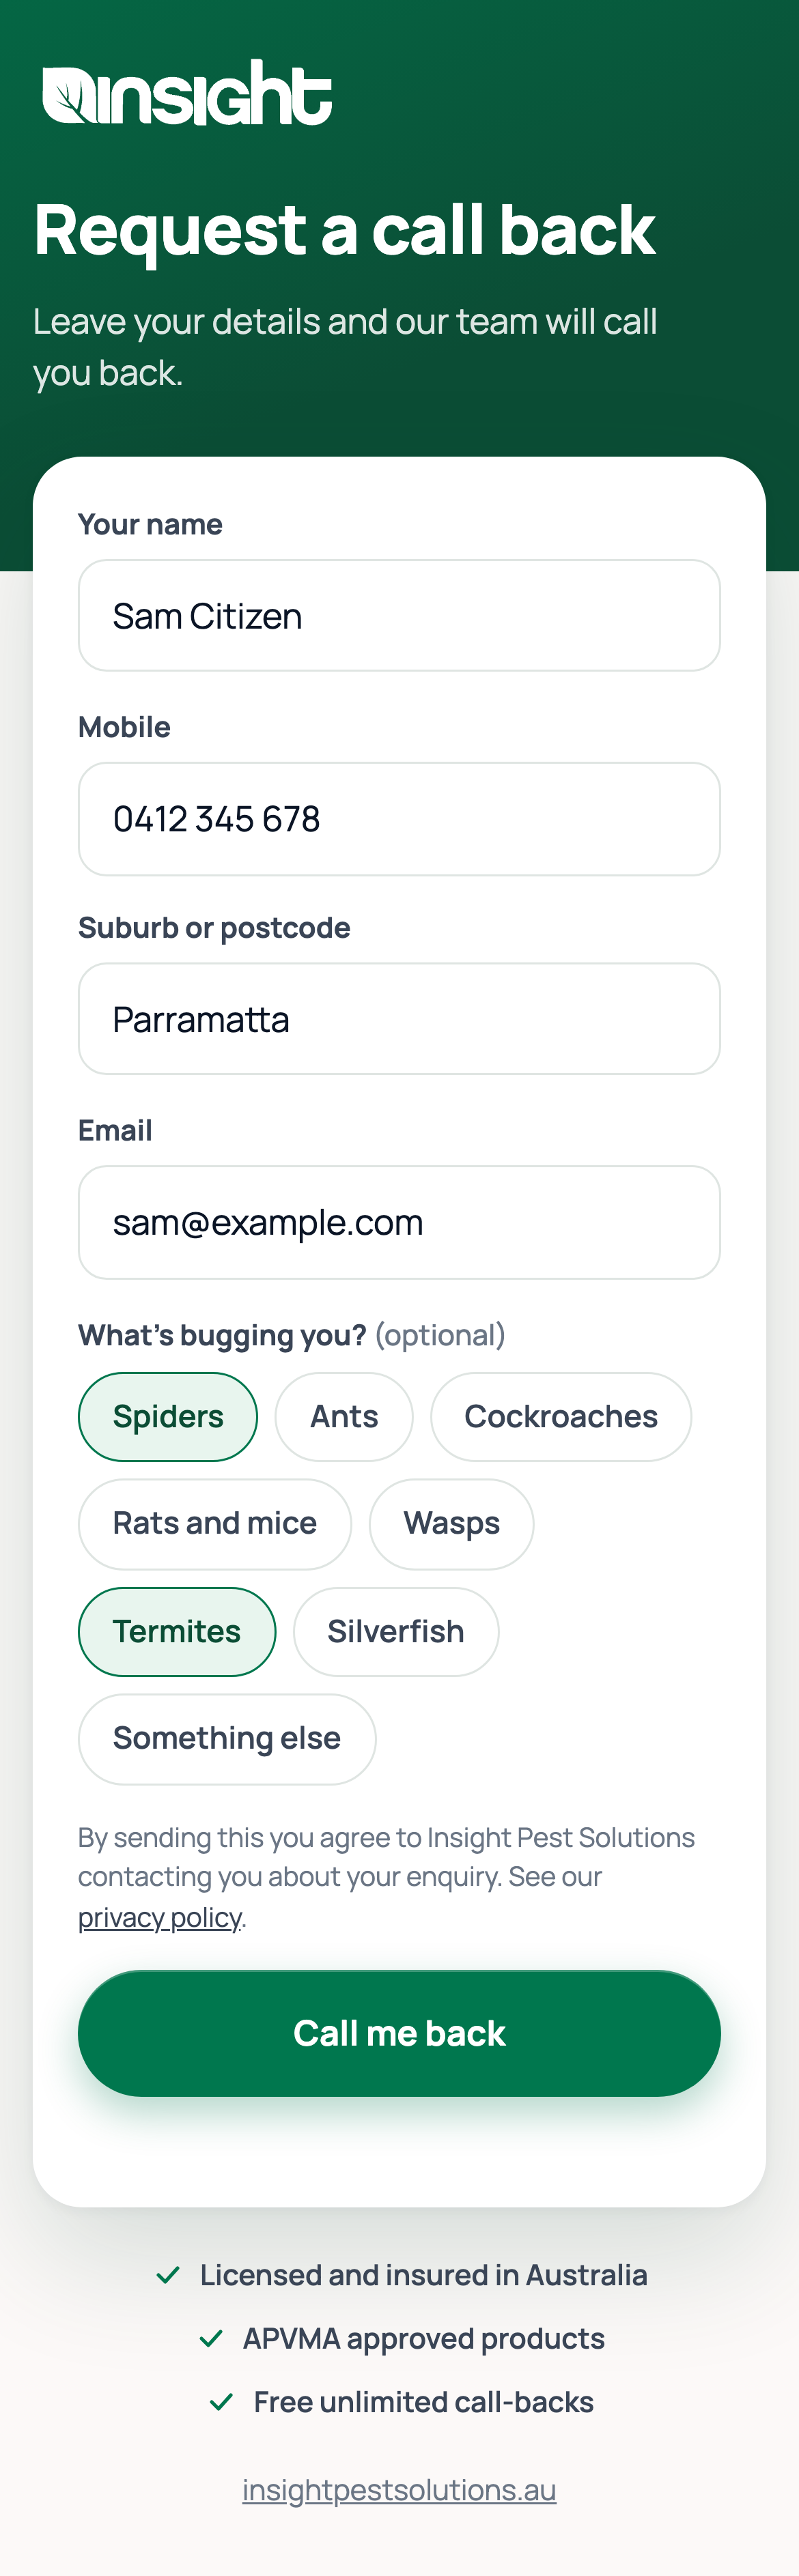 insight
Request a call back
Leave your details and our team will call
you back.
Your name
Sam Citizen
Mobile
0412 345 678
Suburb or postcode
Parramatta
Email
sam@example.com
What’s bugging you? (optional)
Spiders Ants Cockroaches
Rats and mice Wasps
Termites Silverfish
Something else
By sending this you agree to Insight Pest Solutions
contacting you about your enquiry. See our
privacy policy.
Call me back
Licensed and insured in Australia
APVMA approved products
Free unlimited call-backs
insightpestsolutions.au